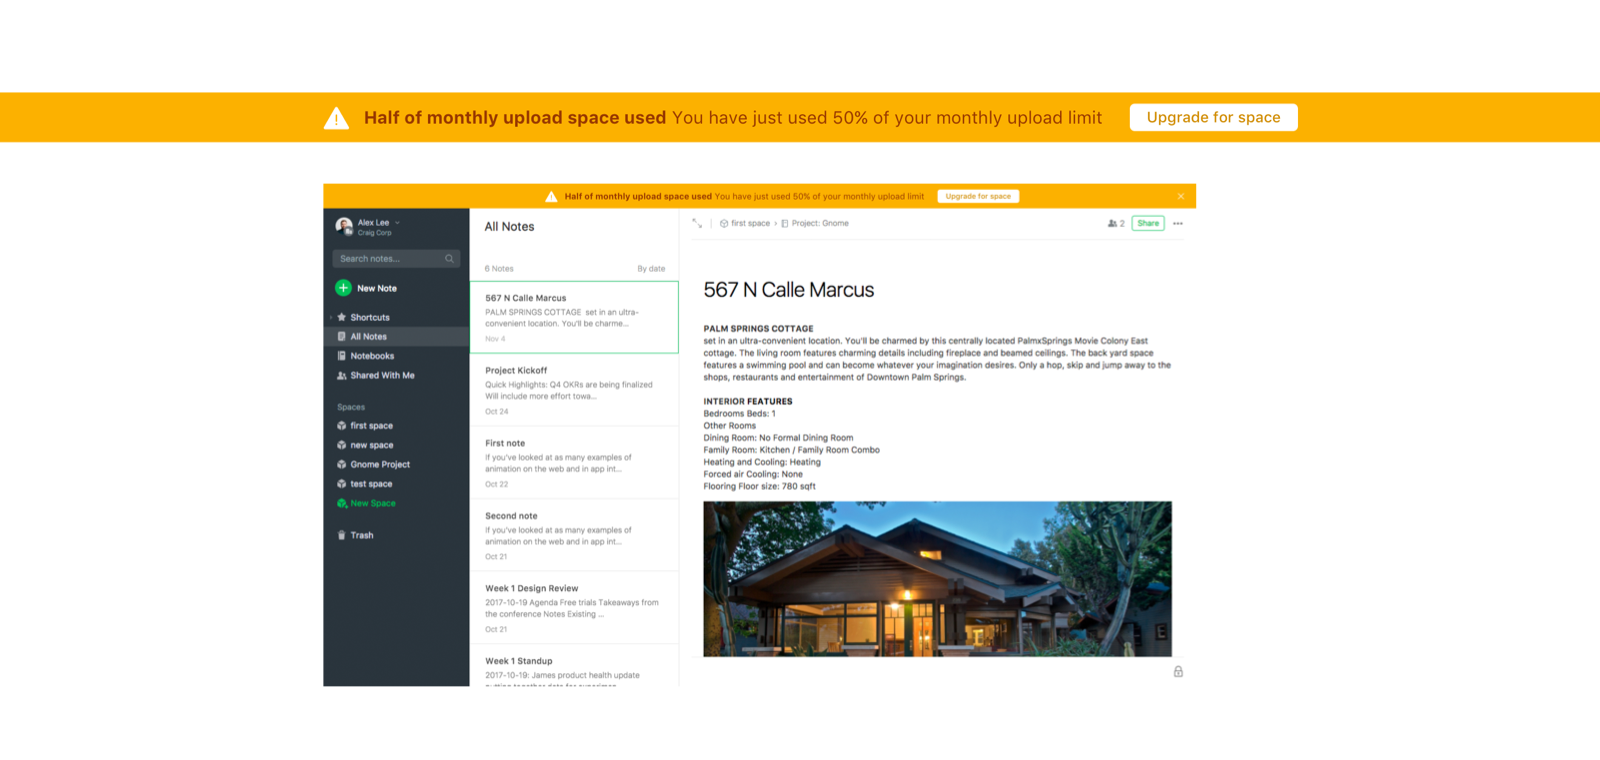 Half of monthly upload space used You have just used 50% of your monthly upload limit
Upgrade for space
Half of monthly upload space used You have just used 50% of your monthly upload limit
Upgrade for space
Alex Lee
Craig Corp
Search notes...
New Note
Shortcuts
All Notes
Notebooks
Shared With Me
Spaces
first space
new space
Gnome Project
test space
New Space
Trash
All Notes
6 Notes
By date
567 N Calle Marcus
PALM SPRINGS COTTAGE set in an ultra-
convenient location. You'll be charme...
Nov 4
Project Kickoff
Quick Highlights: Q4 OKRs are being finalized
Will include more effort towa...
Oct 24
First note
If you've looked at as many examples of
animation on the web and in app int...
Oct 22
Second note
If you've looked at as many examples of
animation on the web and in app int...
Oct 21
Week 1 Design Review
2017-10-19 Agenda Free trials Takeaways from
the conference Notes Existing ...
Oct 21
Week 1 Standup
2017-10-19: James product health update
first space › Project: Gnome
2
Share
567 N Calle Marcus
PALM SPRINGS COTTAGE
set in an ultra-convenient location. You'll be charmed by this centrally located PalmxSprings Movie Colony East
cottage. The living room features charming details including fireplace and beamed ceilings. The back yard space
features a swimming pool and can become whatever your imagination desires. Only a hop, skip and jump away to the
shops, restaurants and entertainment of Downtown Palm Springs.
INTERIOR FEATURES
Bedrooms Beds: 1
Other Rooms
Dining Room: No Formal Dining Room
Family Room: Kitchen / Family Room Combo
Heating and Cooling: Heating
Forced air Cooling: None
Flooring Floor size: 780 sqft